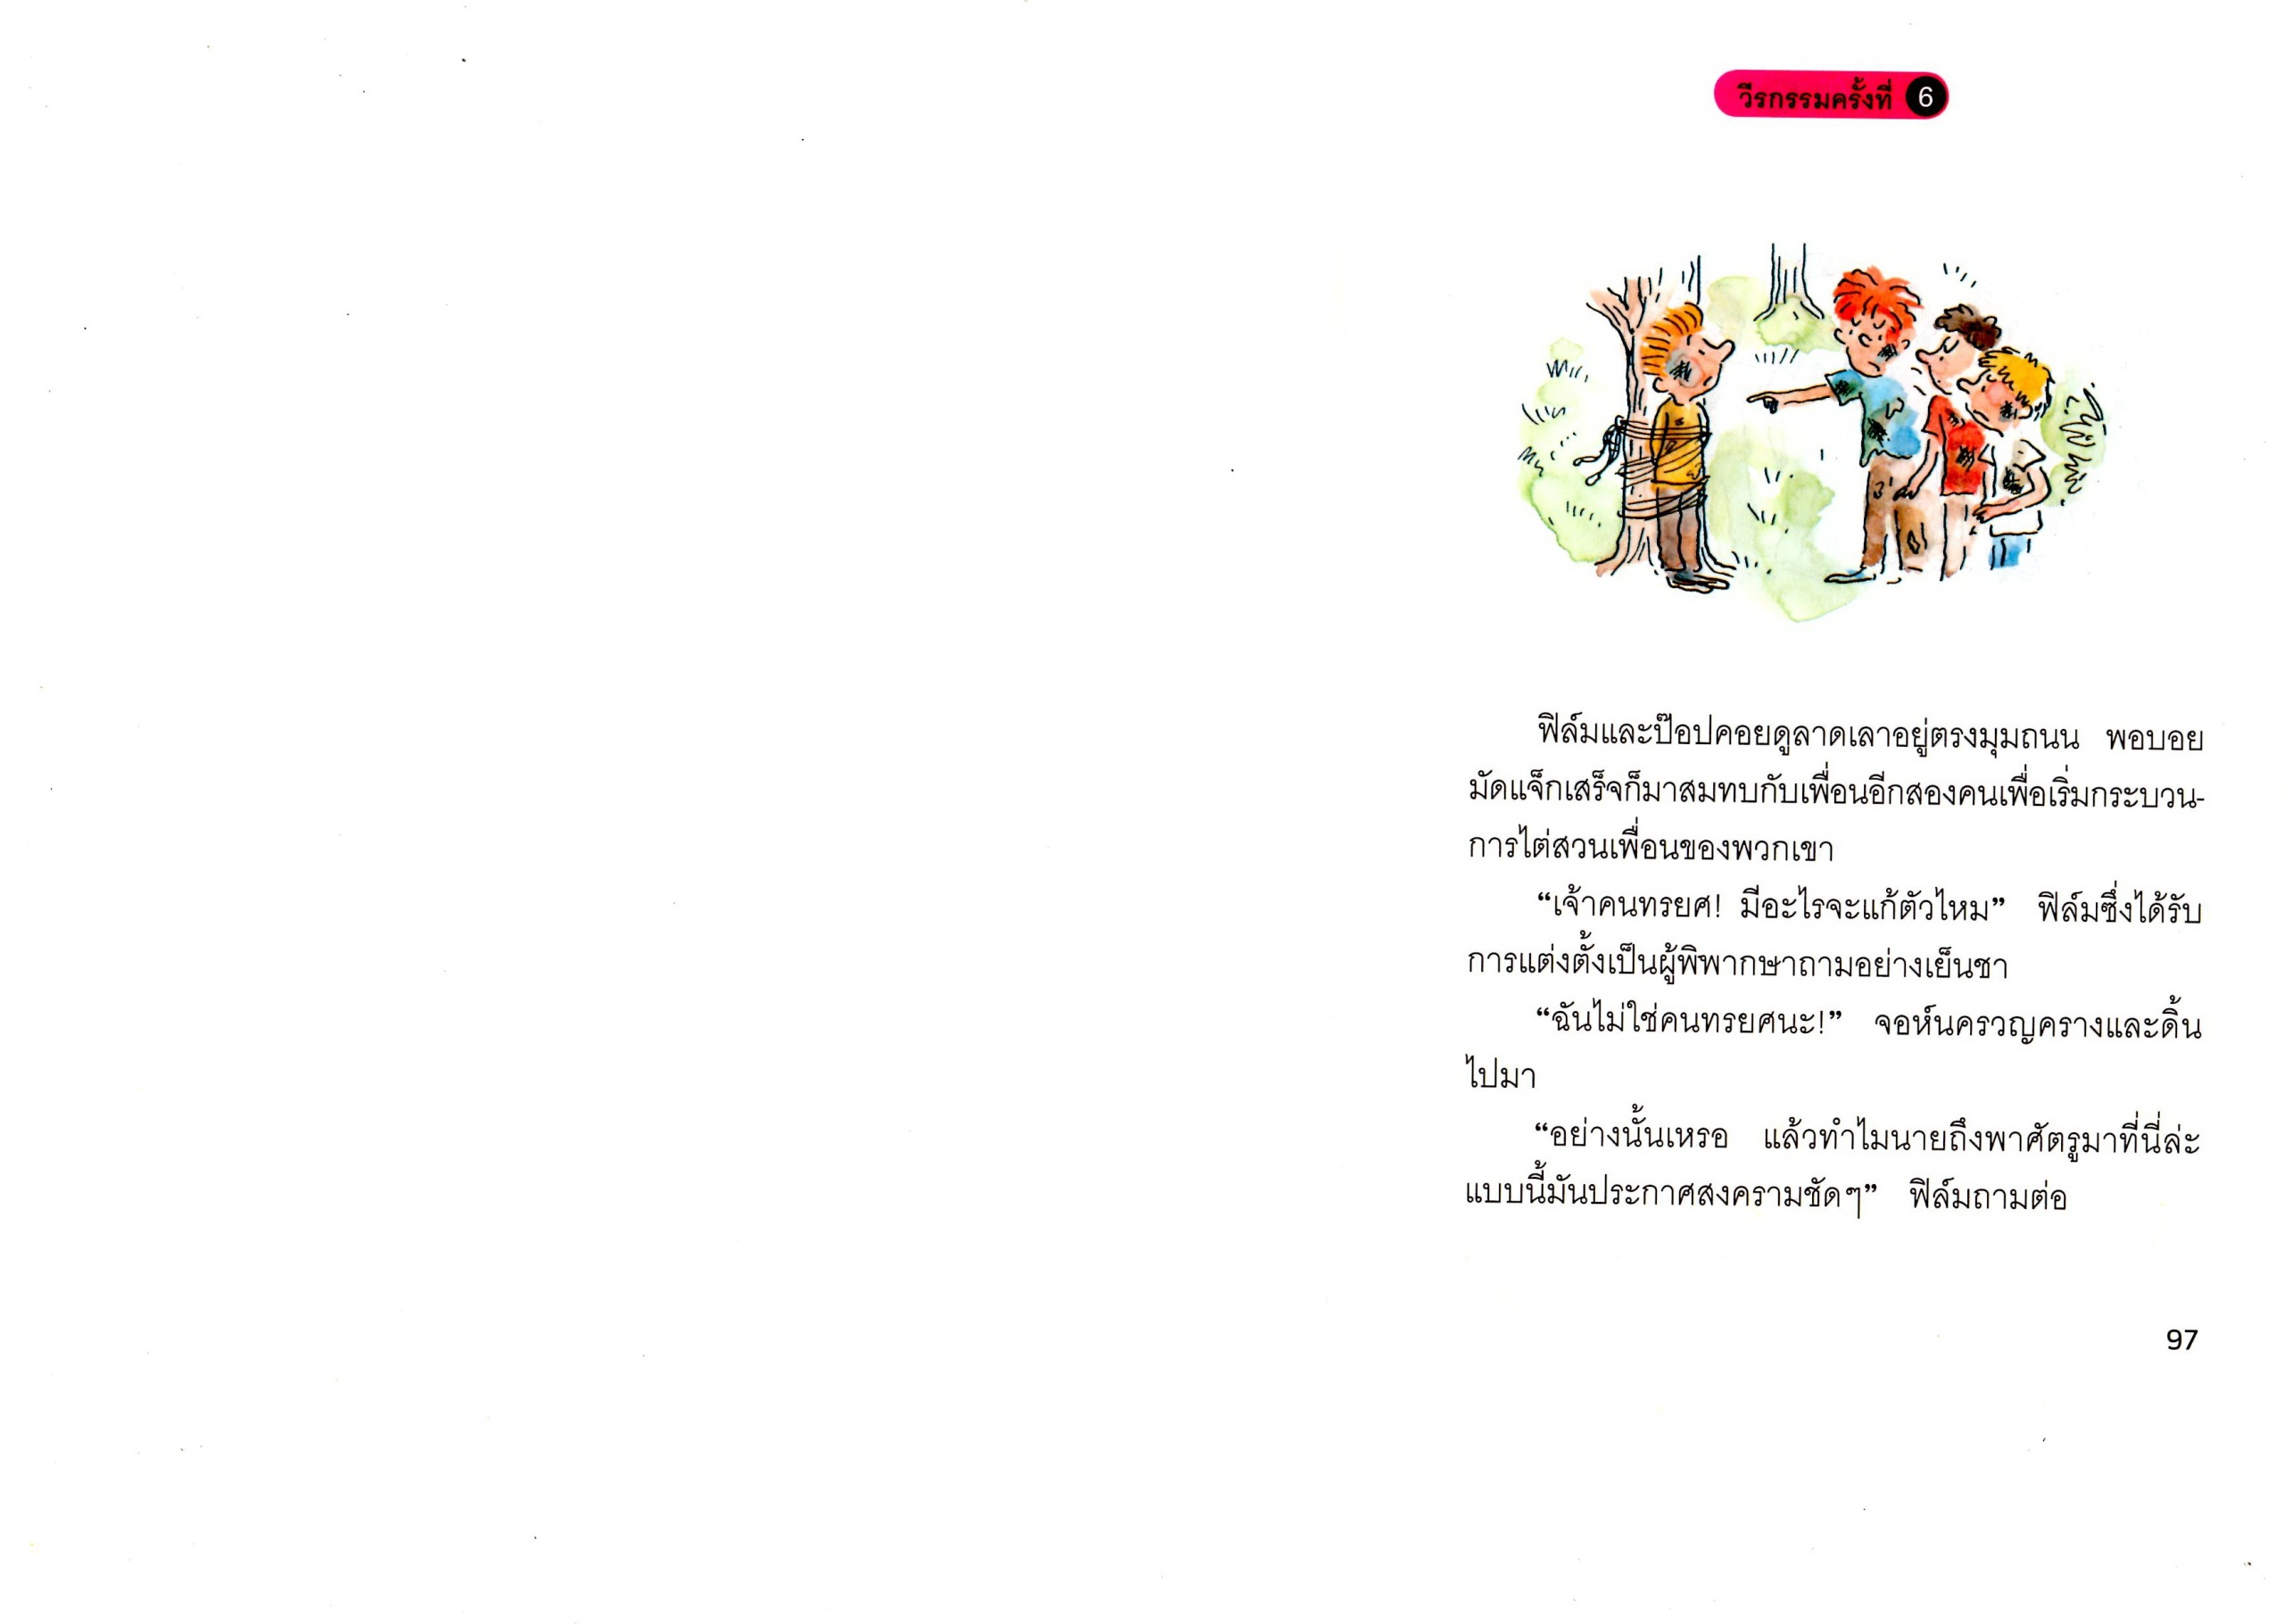 วีรกรรมครั้งที่ 6
ฟิล์มและป๊อปคอยดูลาดเลาอยู่ตรงมุมถนน พอบอย
มัดแจ็กเสร็จก็มาสมทบกับเพื่อนอีกสองคนเพื่อเริ่มกระบวน-
การไต่สวนเพื่อนของพวกเขา
“เจ้าคนทรยศ! มีอะไรจะแก้ตัวไหม” ฟิล์มซึ่งได้รับ
การแต่งตั้งเป็นผู้พิพากษาถามอย่างเย็นชา
“ฉันไม่ใช่คนทรยศนะ!” จอห์นครวญครางและดิ้น
ไปมา
“อย่างนั้นเหรอ แล้วทำไมนายถึงพาศัตรูมาที่นี่ล่ะ
แบบนี้มันประกาศสงครามชัดๆ” ฟิล์มถามต่อ
97